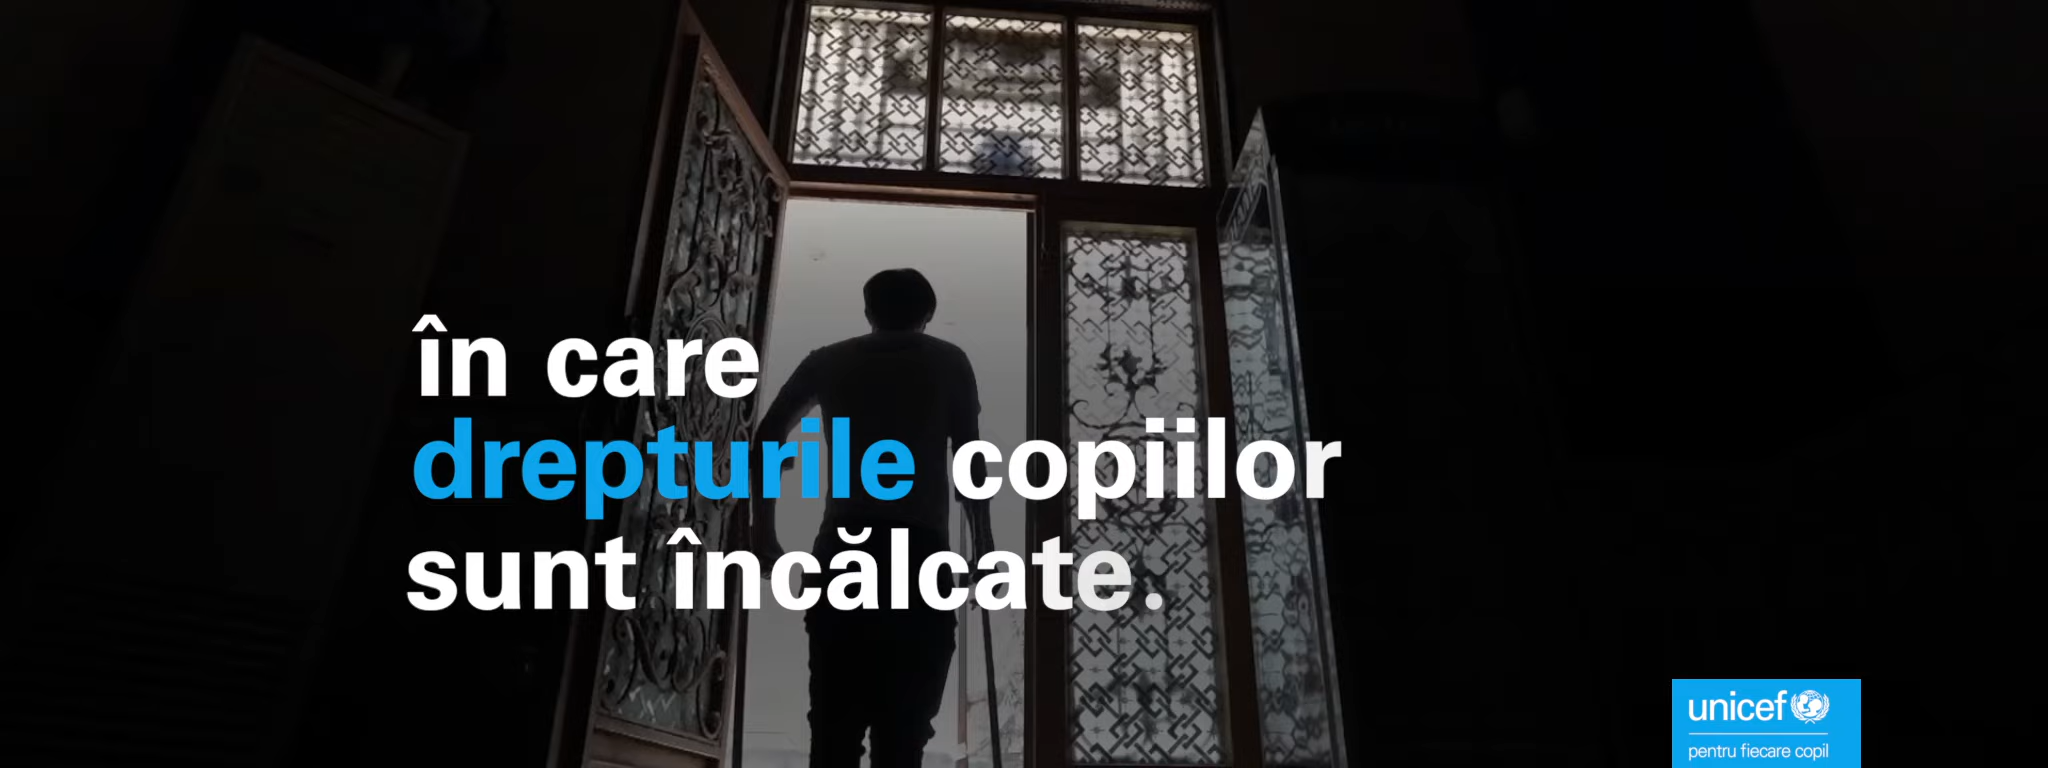 în care
drepturile copiilor
sunt încălcate.
unicef
pentru fiecare copil